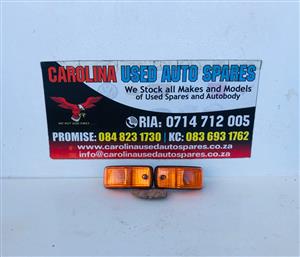 CAROLINA USED AUTO SPARES
We Stock all Makes and Models
of Used Spares and Autobody
RIA: 0714 712 005
PROMISE: 084 823 1730 | KC: 083 693 1762
www.carolinausedautospares.co.za
info@carolinausedautospares.co.za